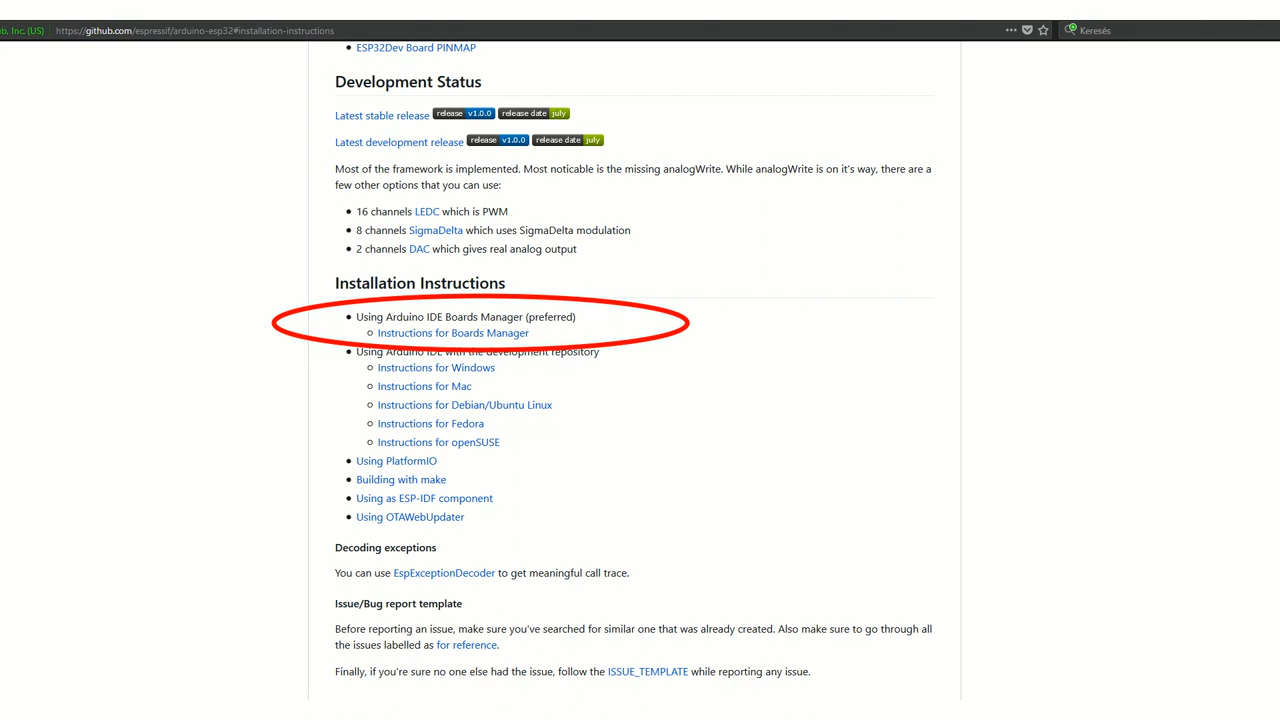 b, Inc. (US) https://github.com/espressif/arduino-esp32#installation-instructions Keresés
ESP32Dev Board PINMAP
Development Status
Latest stable release release v1.0.0 release date july
Latest development release release v1.0.0 release date july
Most of the framework is implemented. Most noticable is the missing analogWrite. While analogWrite is on it's way, there are a
few other options that you can use:
16 channels LEDC which is PWM
8 channels SigmaDelta which uses SigmaDelta modulation
2 channels DAC which gives real analog output
Installation Instructions
Using Arduino IDE Boards Manager (preferred)
Instructions for Boards Manager
Using Arduino IDE with the development repository
Instructions for Windows
Instructions for Mac
Instructions for Debian/Ubuntu Linux
Instructions for Fedora
Instructions for openSUSE
Using PlatformIO
Building with make
Using as ESP-IDF component
Using OTAWebUpdater
Decoding exceptions
You can use EspExceptionDecoder to get meaningful call trace.
Issue/Bug report template
Before reporting an issue, make sure you've searched for similar one that was already created. Also make sure to go through all
the issues labelled as for reference.
Finally, if you're sure no one else had the issue, follow the ISSUE_TEMPLATE while reporting any issue.